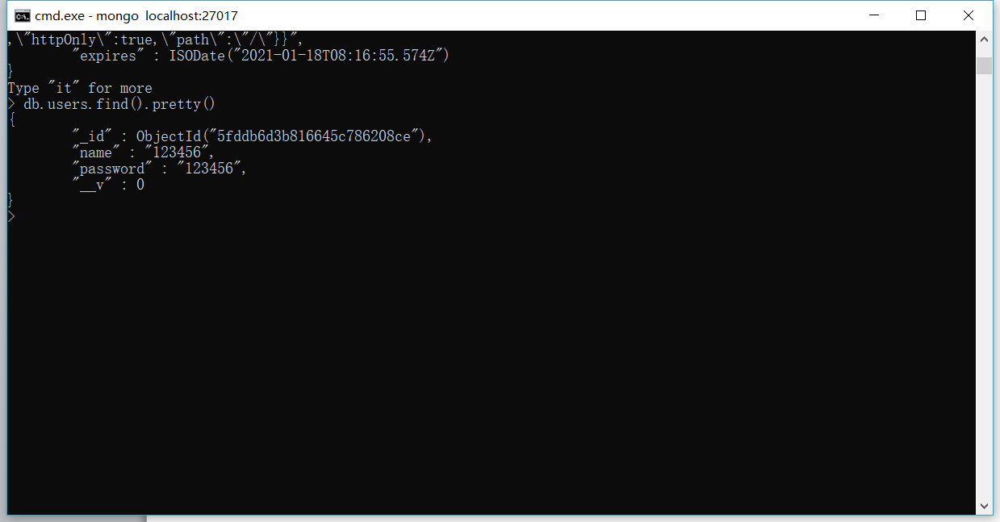 cmd.exe - mongo  localhost:27017
,\"httpOnly\":true,\"path\":\"/\"}}",
        "expires" : ISODate("2021-01-18T08:16:55.574Z")
}
Type "it" for more
> db.users.find().pretty()
{
        "_id" : ObjectId("5fddb6d3b816645c786208ce"),
        "name" : "123456",
        "password" : "123456",
        "__v" : 0
}
>